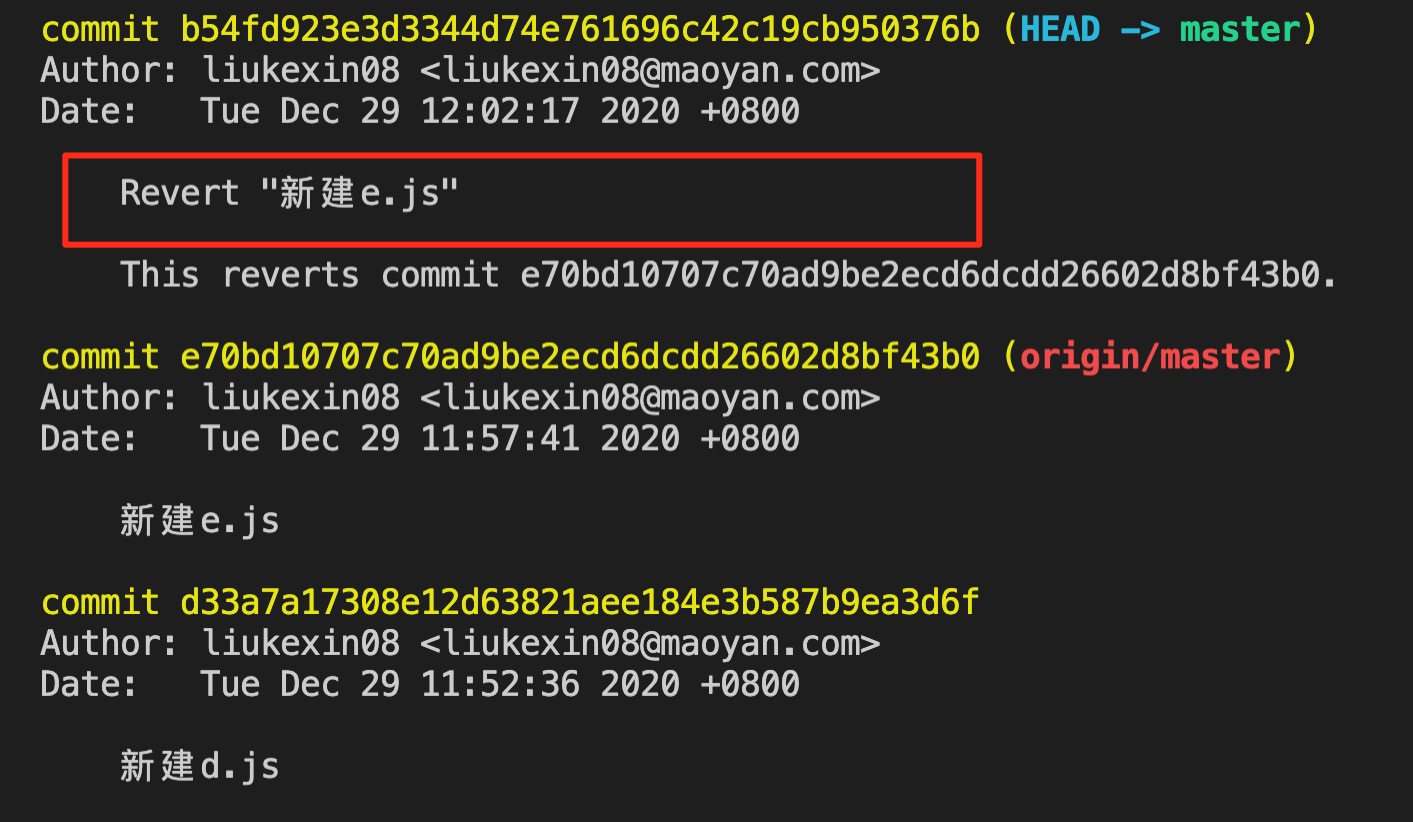 commit b54fd923e3d3344d74e761696c42c19cb950376b (HEAD -> master)
Author: liukexin08 <liukexin08@maoyan.com>
Date:   Tue Dec 29 12:02:17 2020 +0800
Revert "新建e.js"
This reverts commit e70bd10707c70ad9be2ecd6dcdd26602d8bf43b0.
commit e70bd10707c70ad9be2ecd6dcdd26602d8bf43b0 (origin/master)
Author: liukexin08 <liukexin08@maoyan.com>
Date:   Tue Dec 29 11:57:41 2020 +0800
新建e.js
commit d33a7a17308e12d63821aee184e3b587b9ea3d6f
Author: liukexin08 <liukexin08@maoyan.com>
Date:   Tue Dec 29 11:52:36 2020 +0800
新建d.js